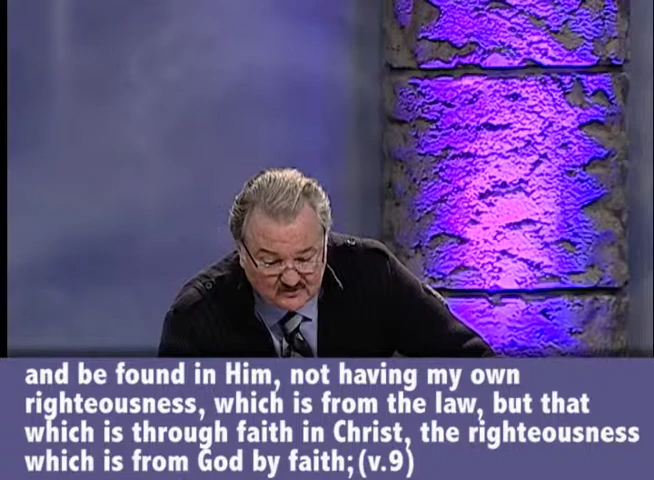 and be found in Him, not having my own
righteousness, which is from the law, but that
which is through faith in Christ, the righteousness
which is from God by faith;(v.9)